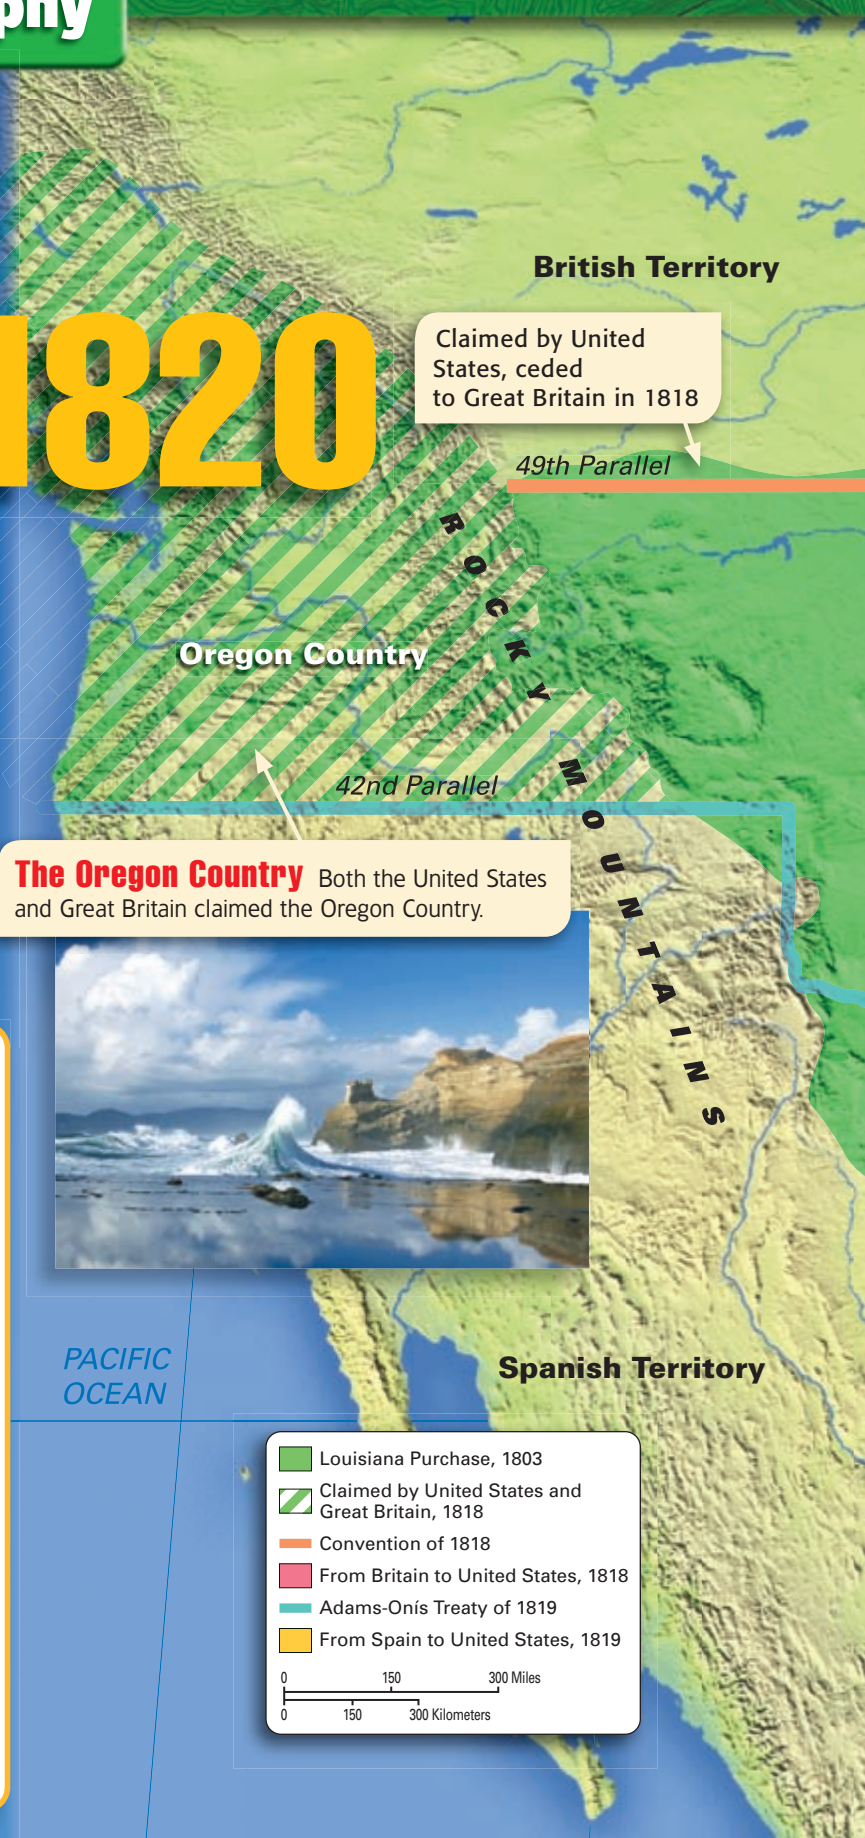 phy
British Territory
1820
Claimed by United
States, ceded
to Great Britain in 1818
49th Parallel
ROCKY MOUNTAINS
Oregon Country
42nd Parallel
The Oregon Country Both the United States
and Great Britain claimed the Oregon Country.
PACIFIC
OCEAN
Spanish Territory
Louisiana Purchase, 1803
Claimed by United States and
Great Britain, 1818
Convention of 1818
From Britain to United States, 1818
Adams-Onís Treaty of 1819
From Spain to United States, 1819
0 150 300 Miles
0 150 300 Kilometers